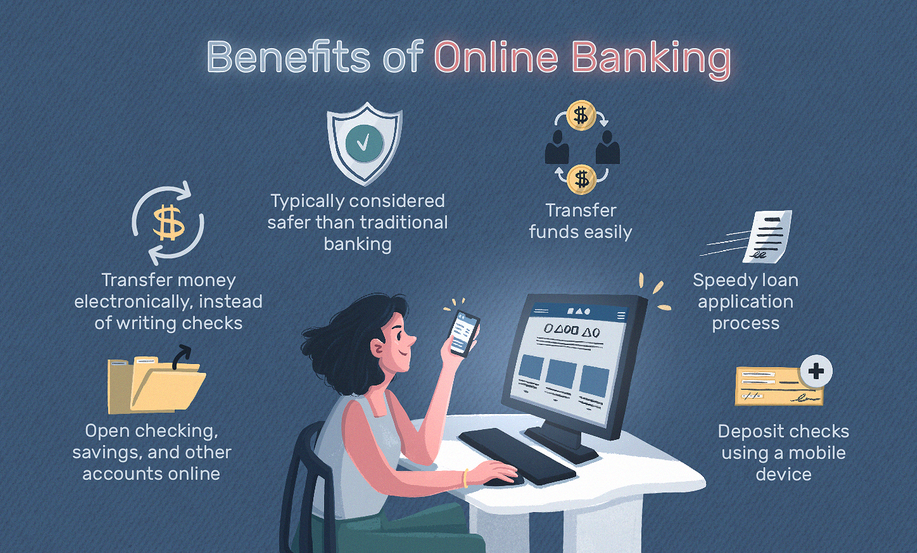 Benefits of Online Banking
Typically considered
safer than traditional
banking
Transfer
funds easily
Transfer money
electronically, instead
of writing checks
Speedy loan
application
process
Open checking,
savings, and other
accounts online
Deposit checks
using a mobile
device